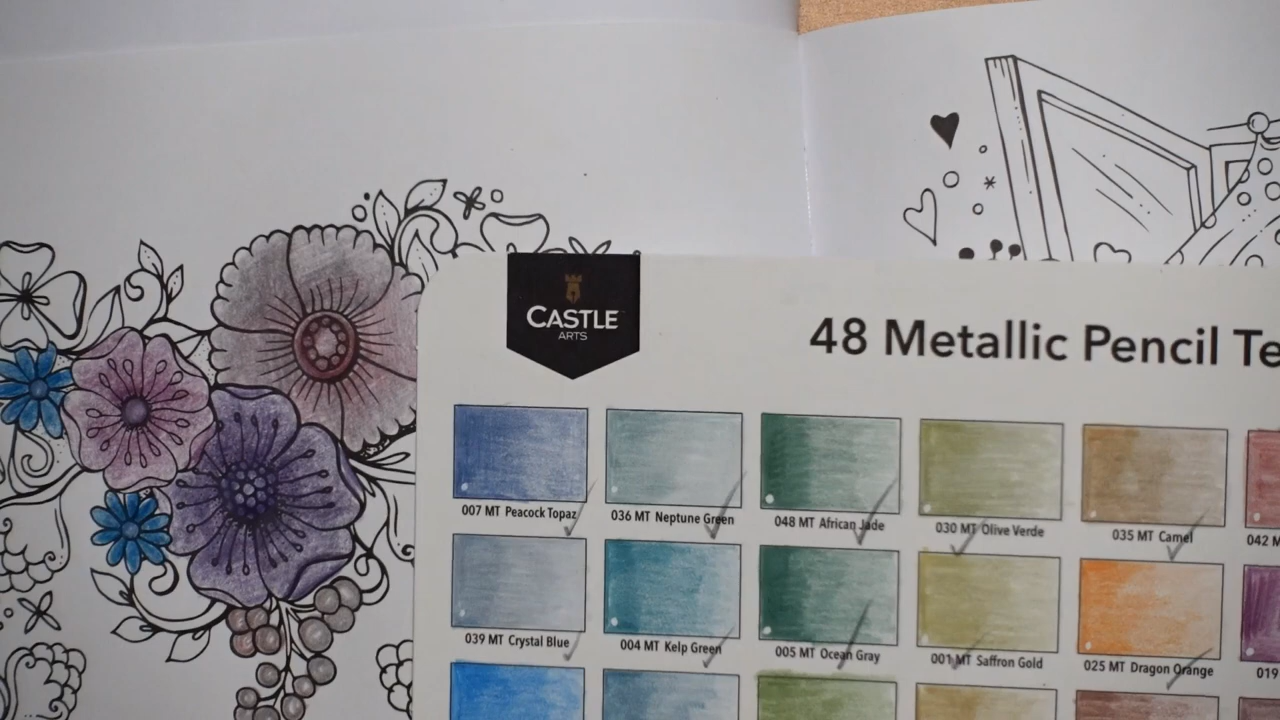 CASTLE
ARTS
48 Metallic Pencil Te
007 MT Peacock Topaz
036 MT Neptune Green
048 MT African Jade
030 MT Olive Verde
035 MT Camel
042 M
039 MT Crystal Blue
004 MT Kelp Green
005 MT Ocean Gray
001 MT Saffron Gold
025 MT Dragon Orange
019